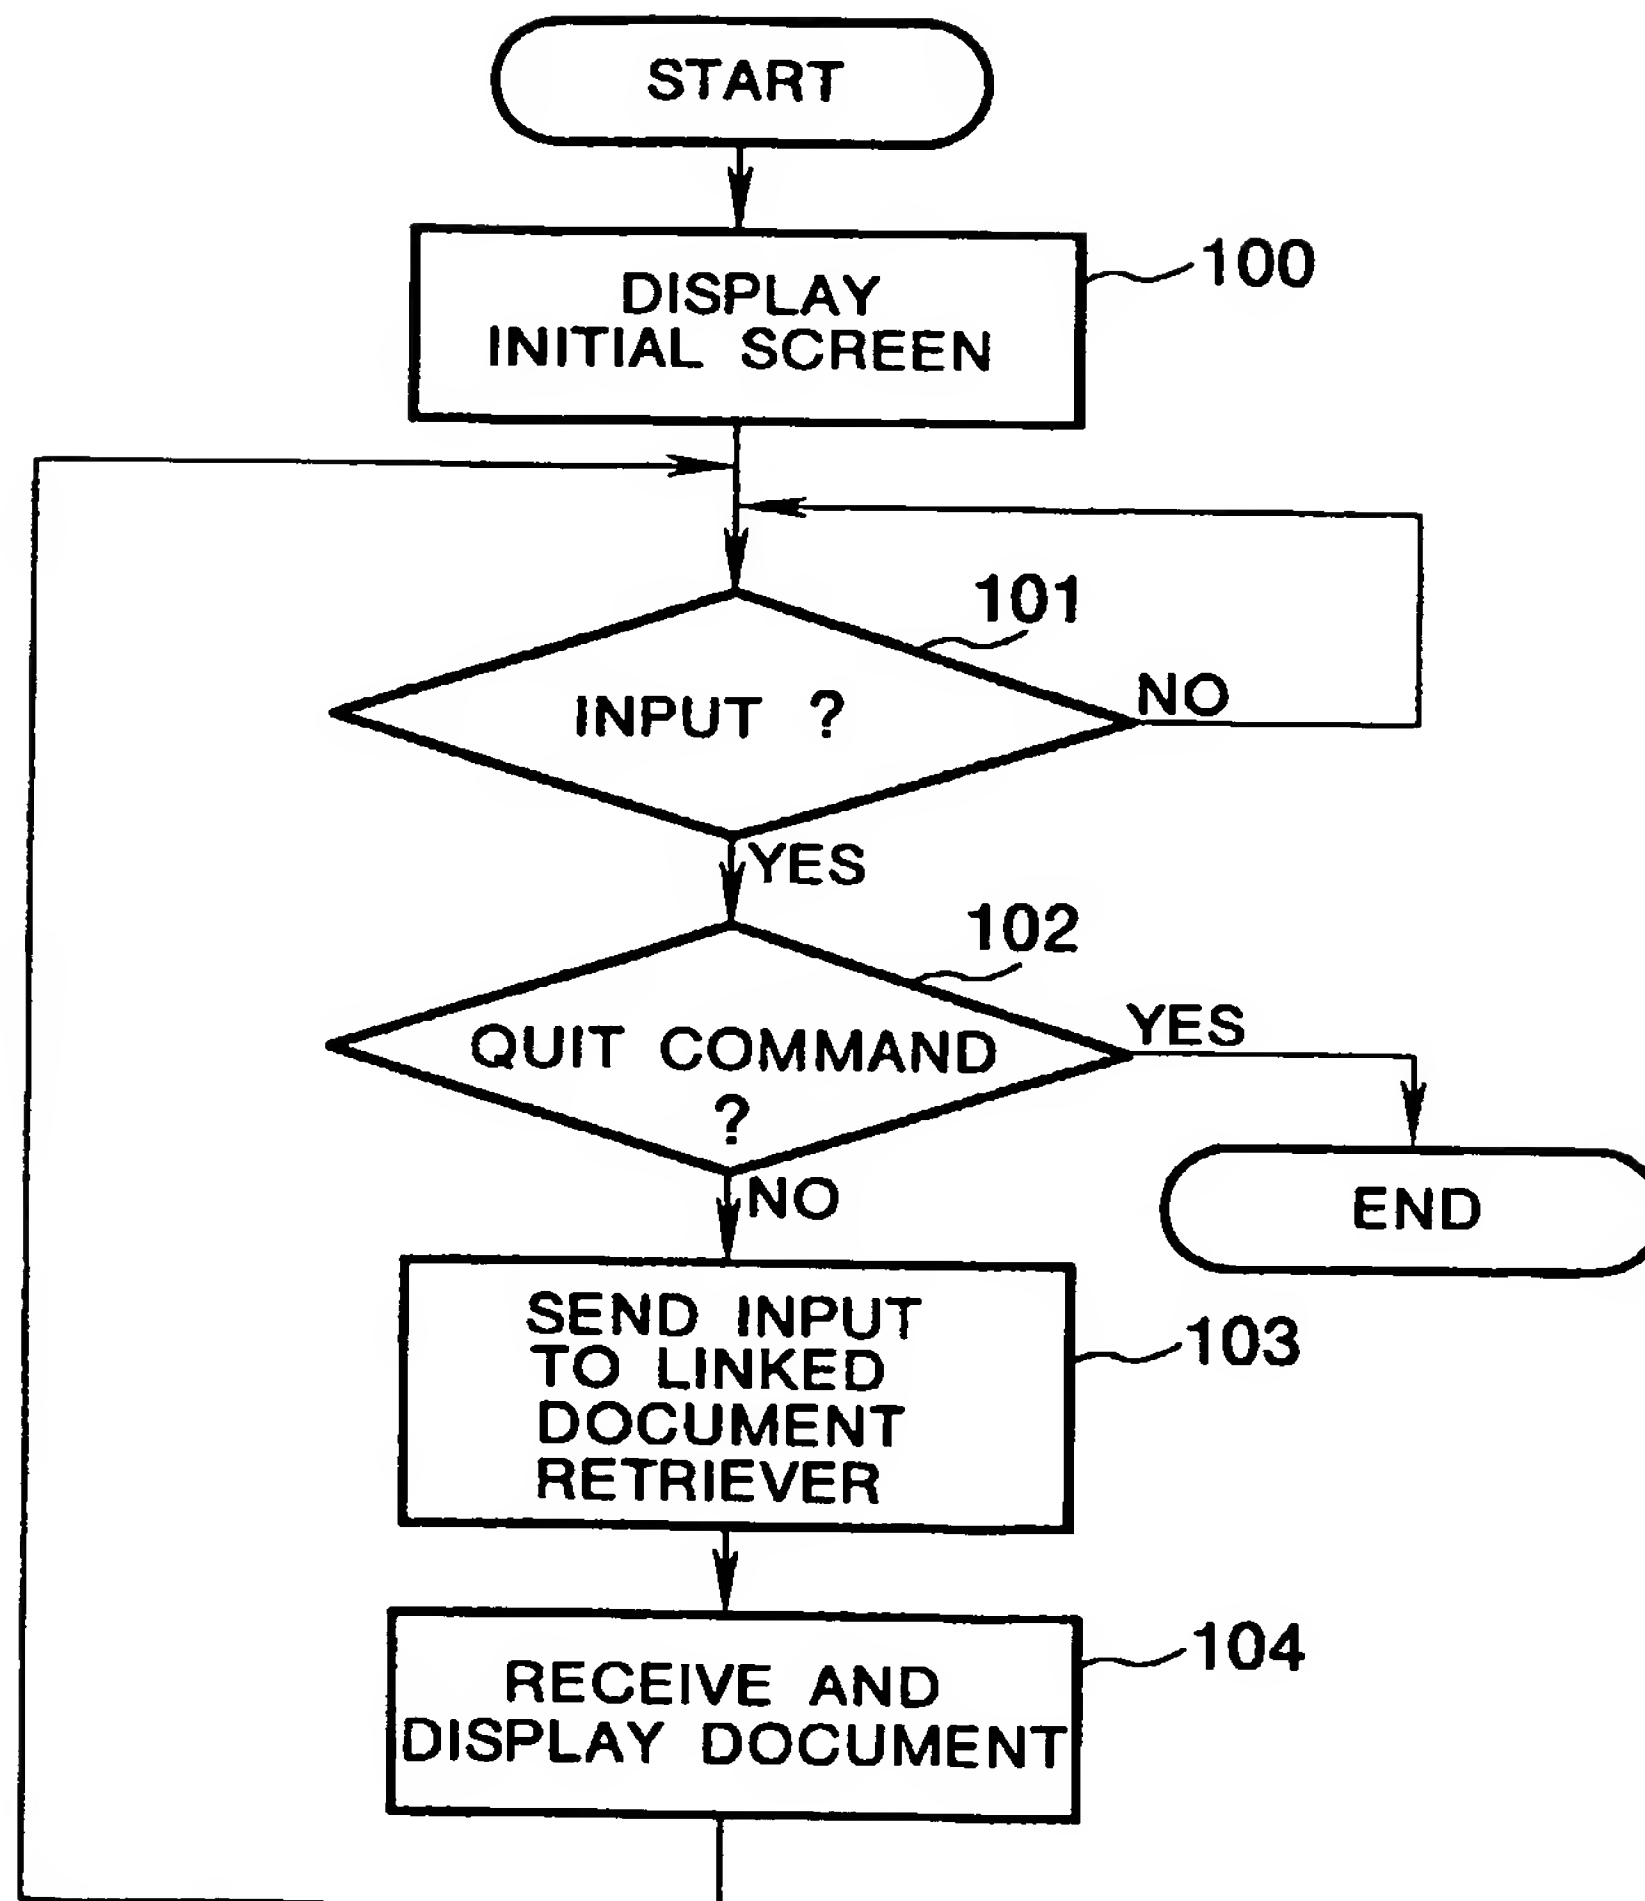 START
DISPLAY
INITIAL SCREEN
100
101
INPUT ?
NO
YES
102
QUIT COMMAND
?
YES
NO
END
SEND INPUT
TO LINKED
DOCUMENT
RETRIEVER
103
RECEIVE AND
DISPLAY DOCUMENT
104